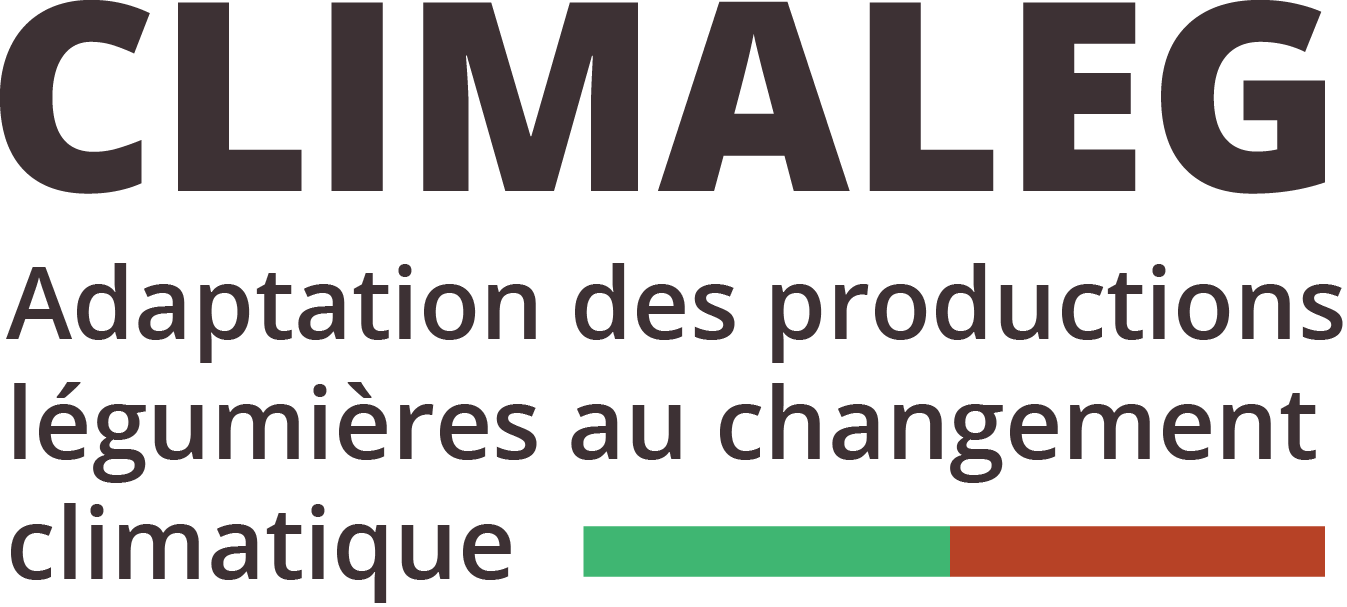 CLIMALEG
Adaptation des productions
légumières au changement
climatique